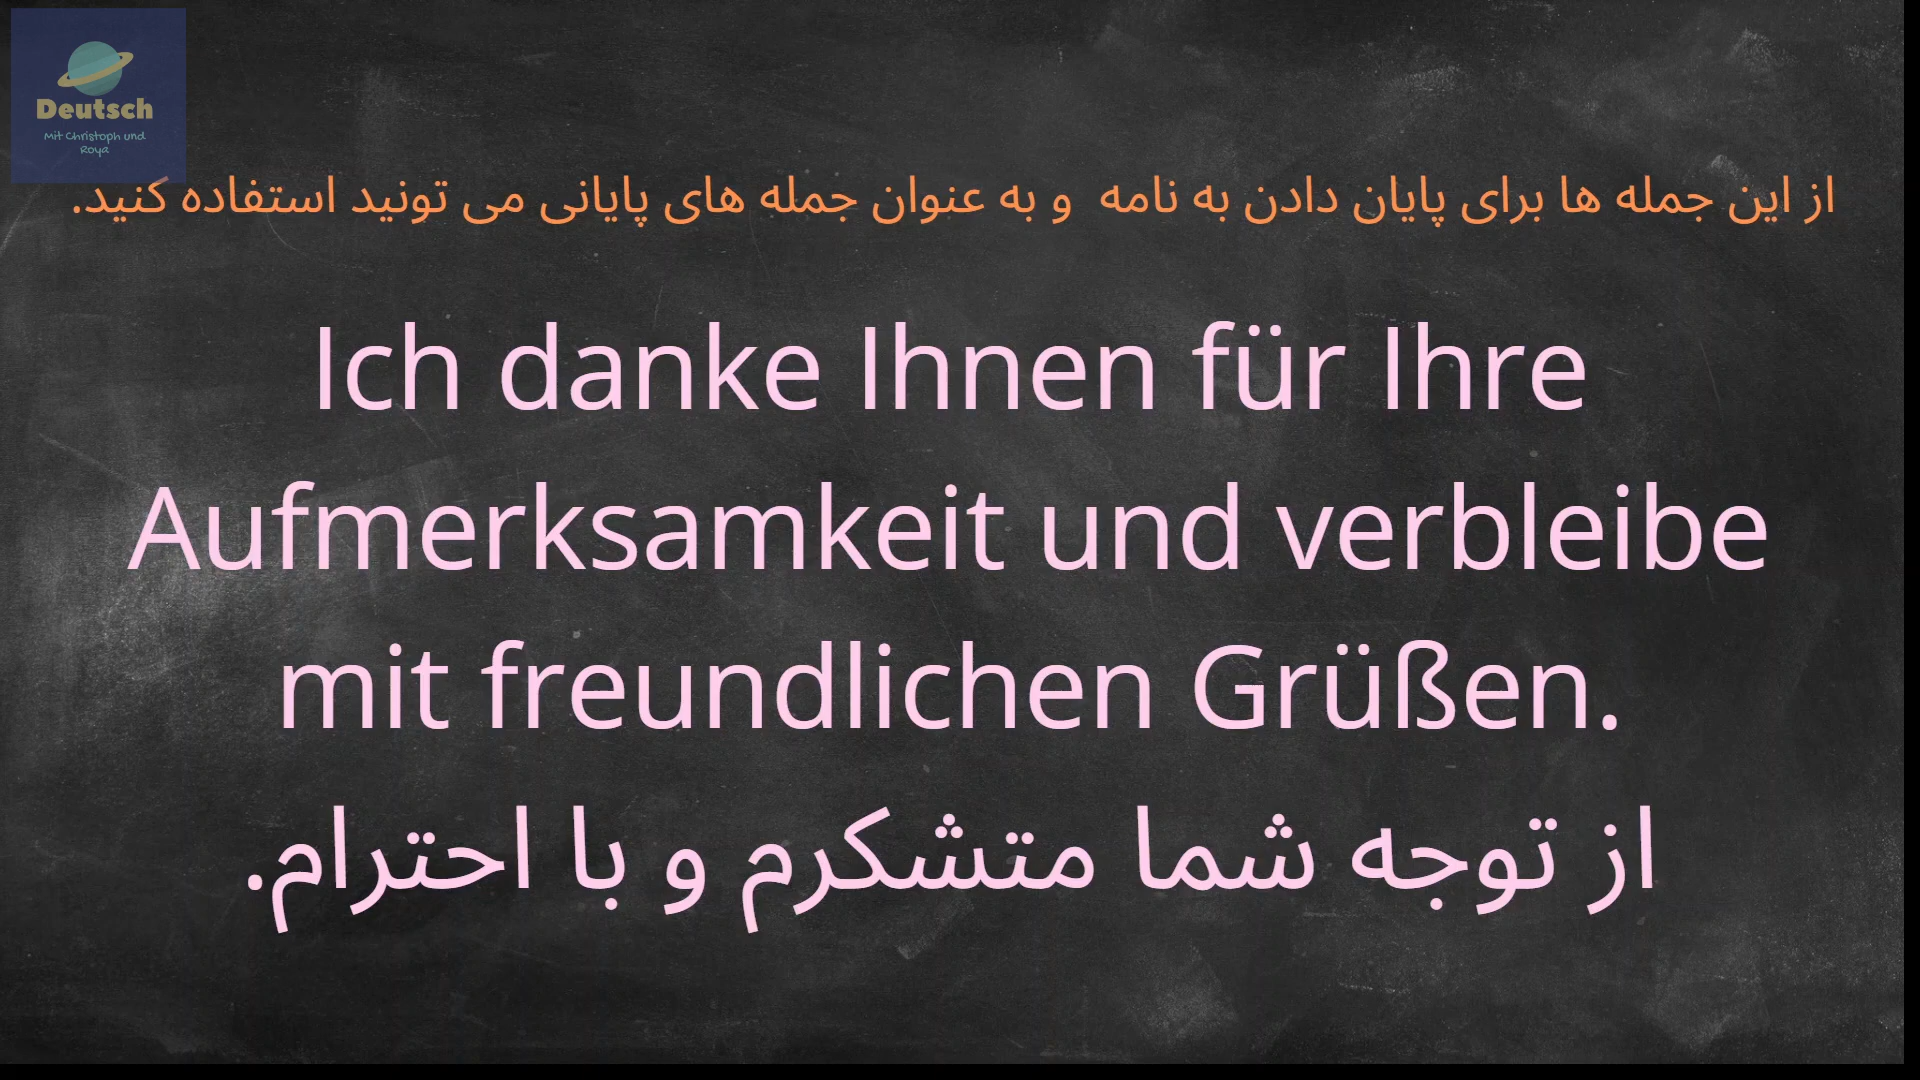 Deutsch
Mit Christoph und
Roya
از این جمله ها برای پایان دادن به نامه و به عنوان جمله های پایانی می تونید استفاده کنید.
Ich danke Ihnen für Ihre
Aufmerksamkeit und verbleibe
mit freundlichen Grüßen.
از توجه شما متشکرم و با احترام.